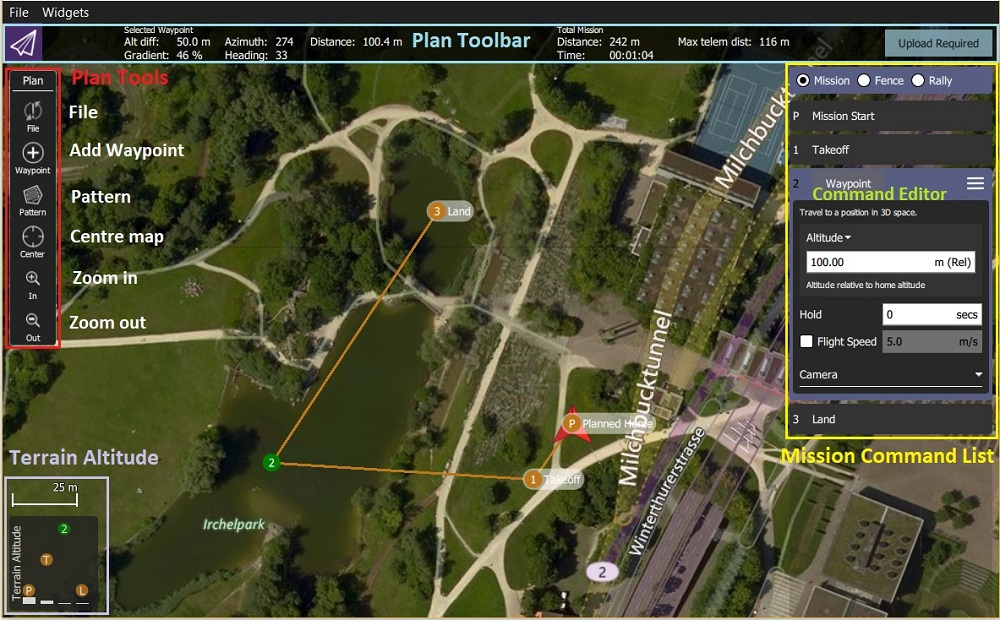 File Widgets
Selected Waypoint
Alt diff: 50.0 m Azimuth: 274 Distance: 100.4 m
Gradient: 46 % Heading: 33
Plan Toolbar
Total Mission
Distance: 242 m Max telem dist: 116 m
Time: 00:01:04
Upload Required
Plan
Plan Tools
File
File
Waypoint
Add Waypoint
Pattern
Pattern
Center
Centre map
In
Zoom in
Out
Zoom out
Mission Fence Rally
P Mission Start
1 Takeoff
2 Waypoint
Command Editor
Travel to a position in 3D space.
Altitude
100.00 m (Rel)
Altitude relative to home altitude
Hold 0 secs
Flight Speed 5.0 m/s
Camera
3 Land
Mission Command List
Milchbucktunnel
3 Land
P Planned Home
2
1 Takeoff
Milchbucktunnel
Winterthurerstrasse
2
Irchelpark
Terrain Altitude
25 m
Terrain Altitude
2
T
P
L